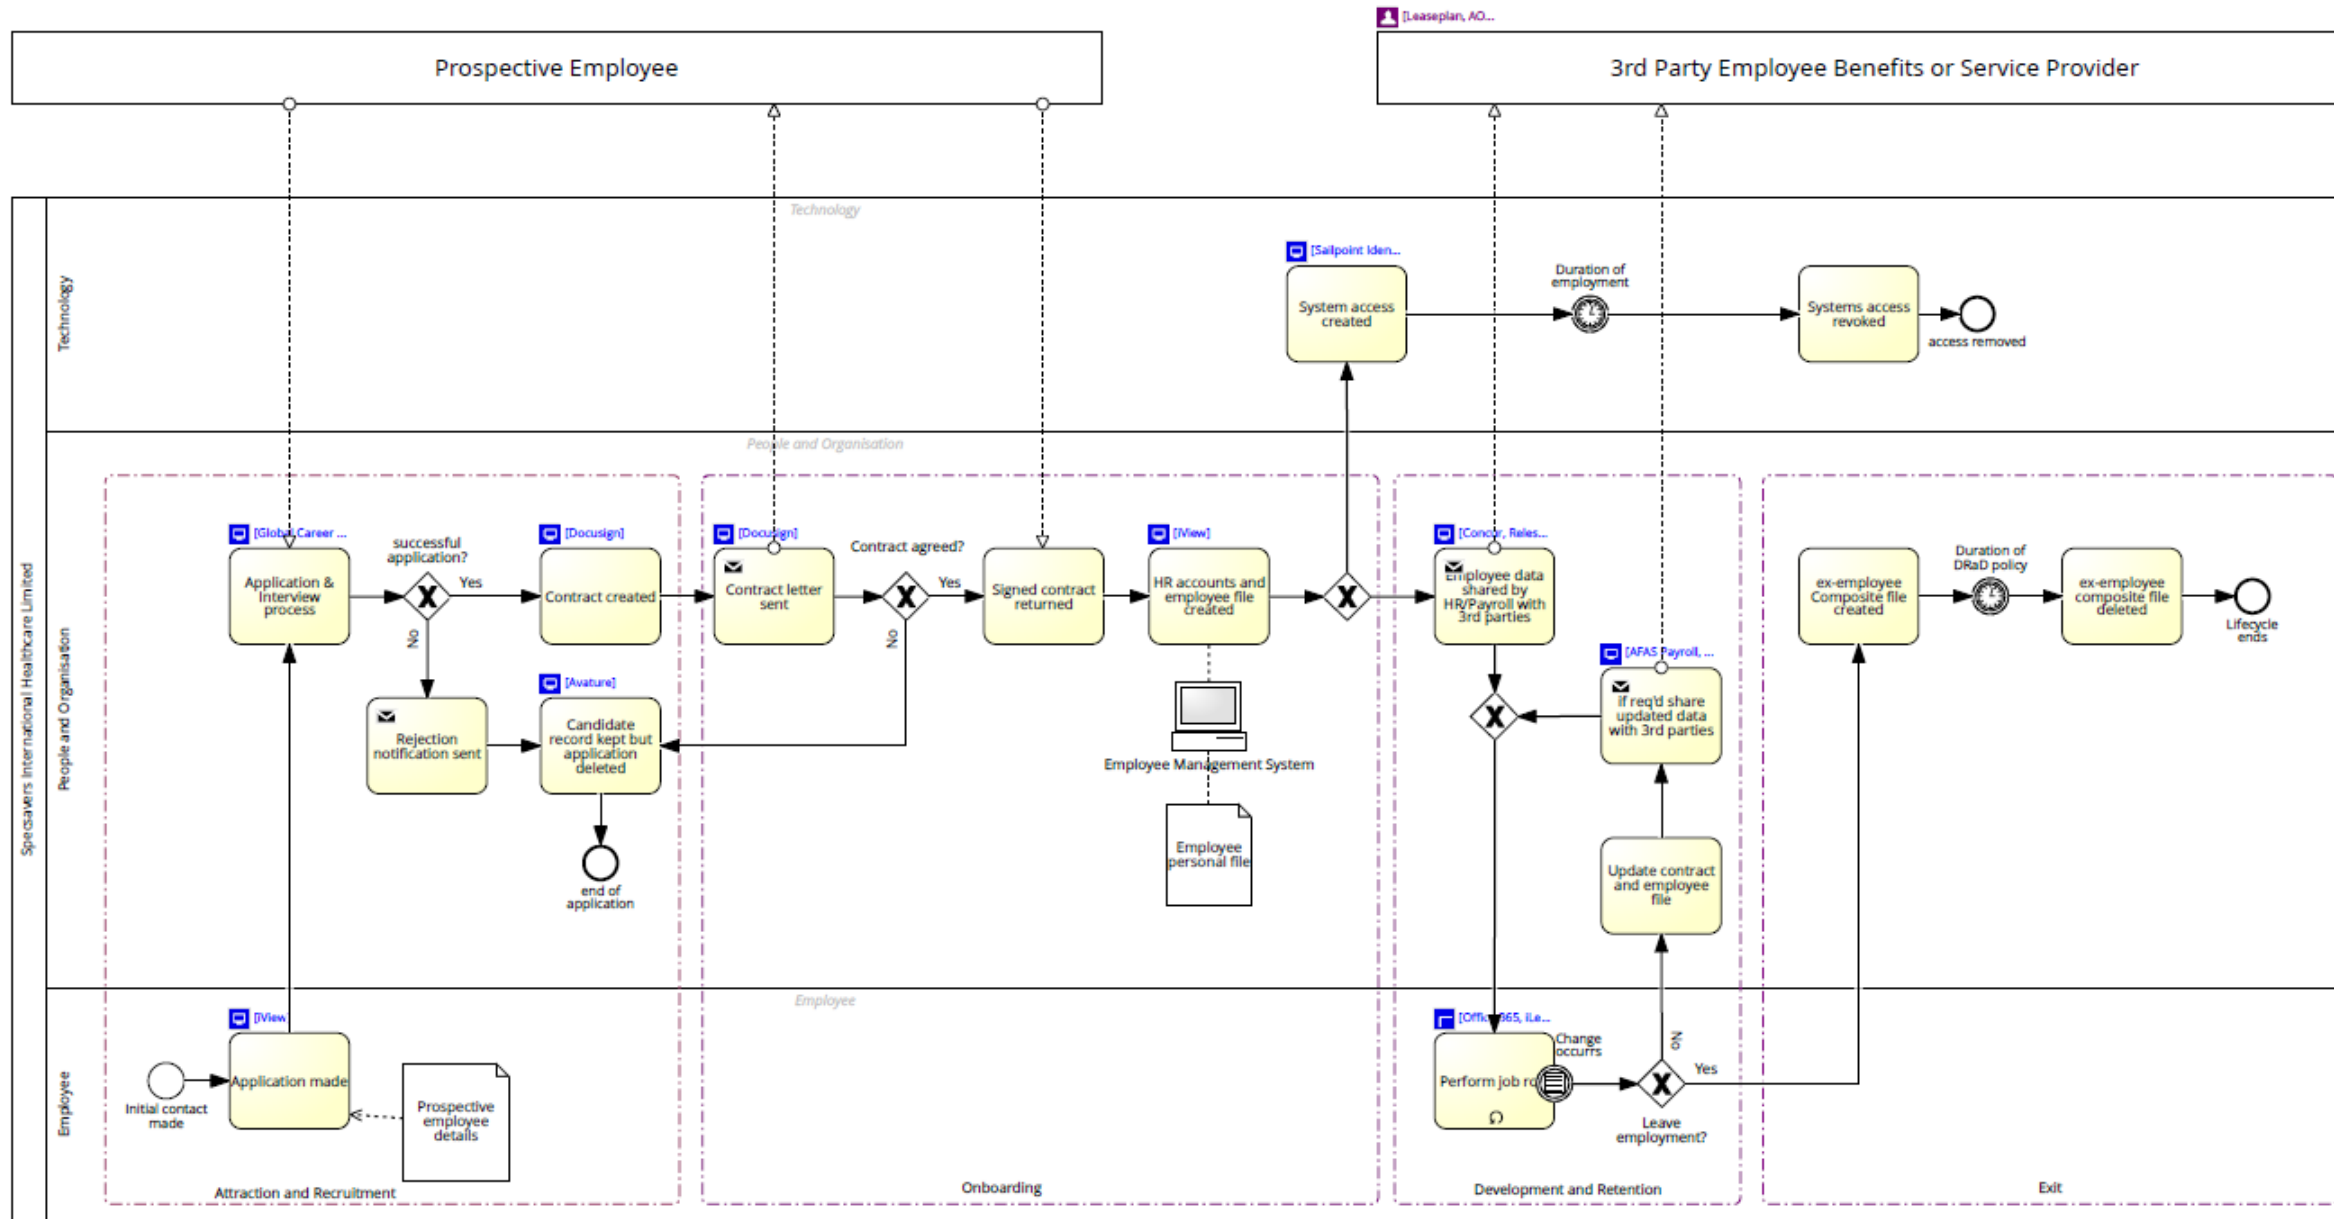 [Leaseplan, AO...
Prospective Employee
3rd Party Employee Benefits or Service Provider
Specsavers International Healthcare Limited
Technology
Technology
[Sailpoint Iden...
System access
created
Duration of
employment
Systems access
revoked
access removed
People and Organisation
People and Organisation
[Global Career ...
Application &
Interview
process
successful
application?
Yes
No
[Docusign]
Contract created
Rejection
notification sent
[Avature]
Candidate
record kept but
application
deleted
end of
application
[Docusign]
Contract letter
sent
Contract agreed?
Yes
No
Signed contract
returned
[iView]
HR accounts and
employee file
created
Employee Management System
Employee
personal file
[Concur, Reles...
Employee data
shared by
HR/Payroll with
3rd parties
[AFAS Payroll, ...
if req'd share
updated data
with 3rd parties
Update contract
and employee
file
ex-employee
Composite file
created
Duration of
DRaD policy
ex-employee
composite file
deleted
Lifecycle
ends
Employee
Employee
Initial contact
made
[iView]
Application made
Prospective
employee
details
[Office 365, iLe...
Perform job
Change
occurrs
No
Yes
Leave
employment?
Attraction and Recruitment
Onboarding
Development and Retention
Exit